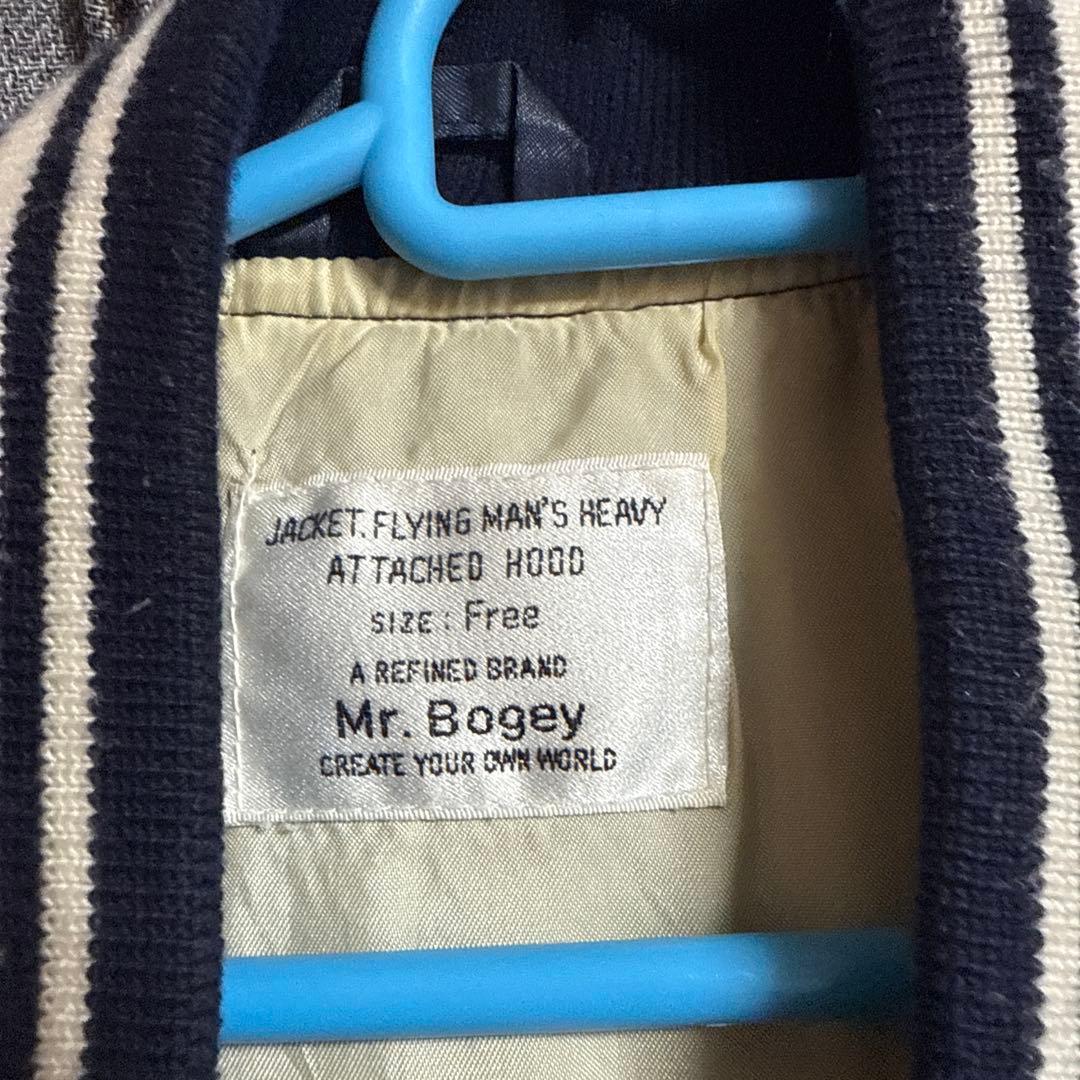 JACKET. FLYING MAN'S HEAVY
ATTACHED HOOD
SIZE : Free
A REFINED BRAND
Mr. Bogey
CREATE YOUR OWN WORLD